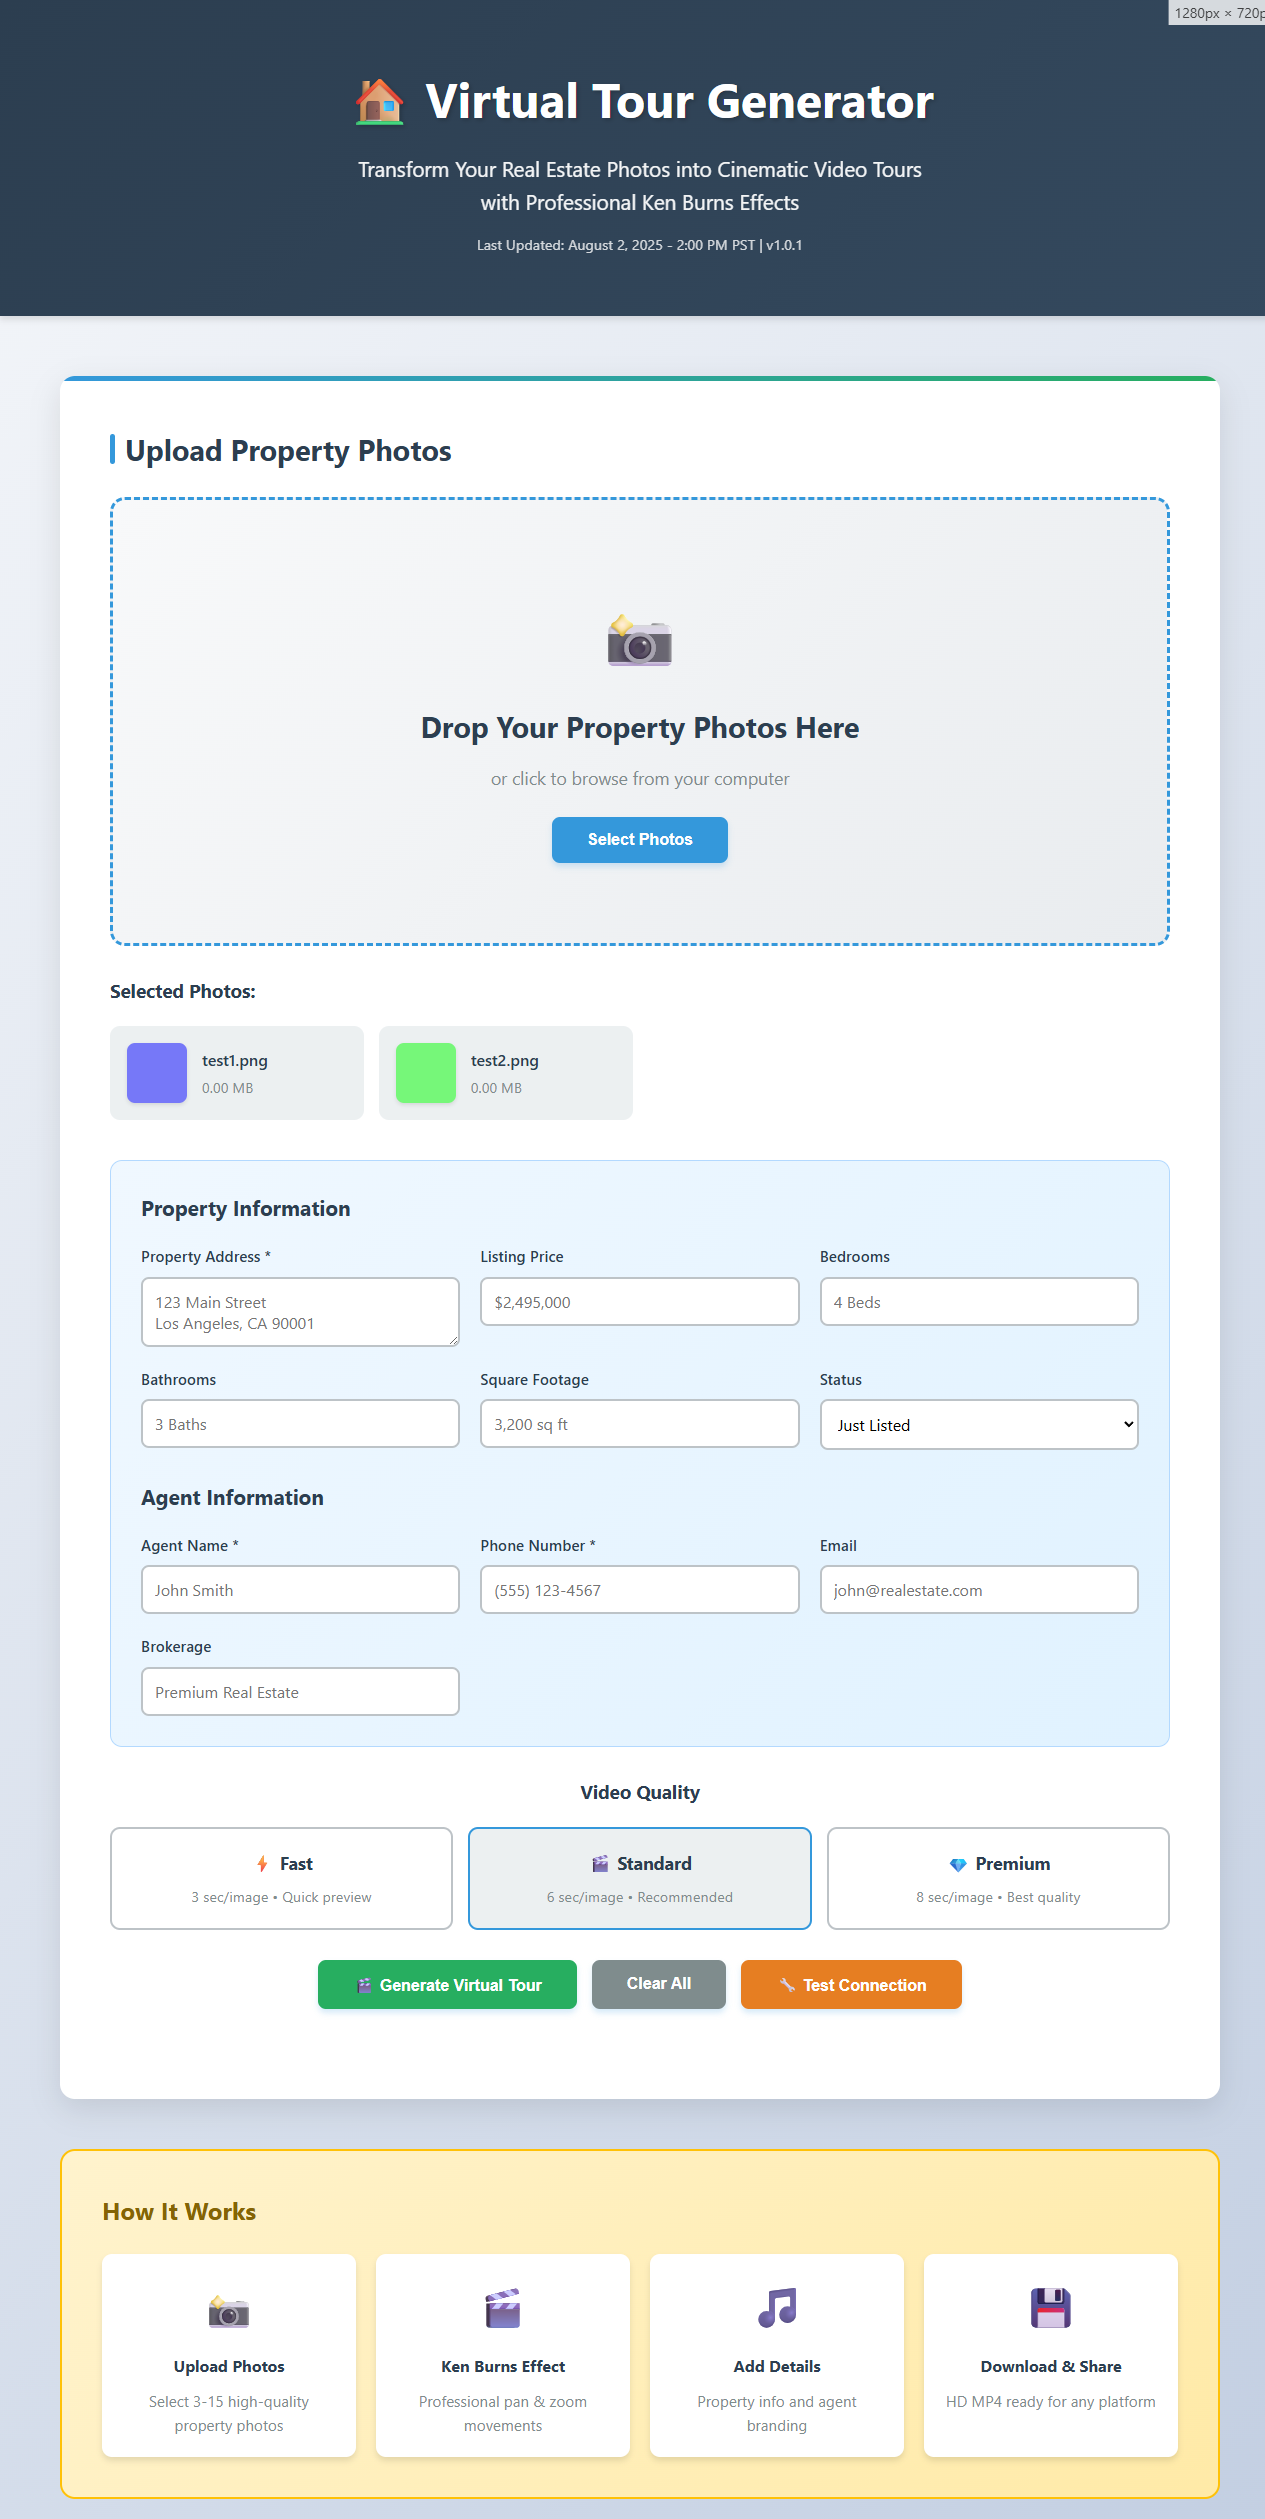 1280px × 720p
Virtual Tour Generator
Transform Your Real Estate Photos into Cinematic Video Tours
with Professional Ken Burns Effects
Last Updated: August 2, 2025 - 2:00 PM PST | v1.0.1
Upload Property Photos
Drop Your Property Photos Here
or click to browse from your computer
Select Photos
Selected Photos:
test1.png
0.00 MB
test2.png
0.00 MB
Property Information
Property Address *
123 Main Street
Los Angeles, CA 90001
Listing Price
$2,495,000
Bedrooms
4 Beds
Bathrooms
3 Baths
Square Footage
3,200 sq ft
Status
Just Listed
Agent Information
Agent Name *
John Smith
Phone Number *
(555) 123-4567
Email
john@realestate.com
Brokerage
Premium Real Estate
Video Quality
Fast
3 sec/image • Quick preview
Standard
6 sec/image • Recommended
Premium
8 sec/image • Best quality
Generate Virtual Tour
Clear All
Test Connection
How It Works
Upload Photos
Select 3-15 high-quality
property photos
Ken Burns Effect
Professional pan & zoom
movements
Add Details
Property info and agent
branding
Download & Share
HD MP4 ready for any platform